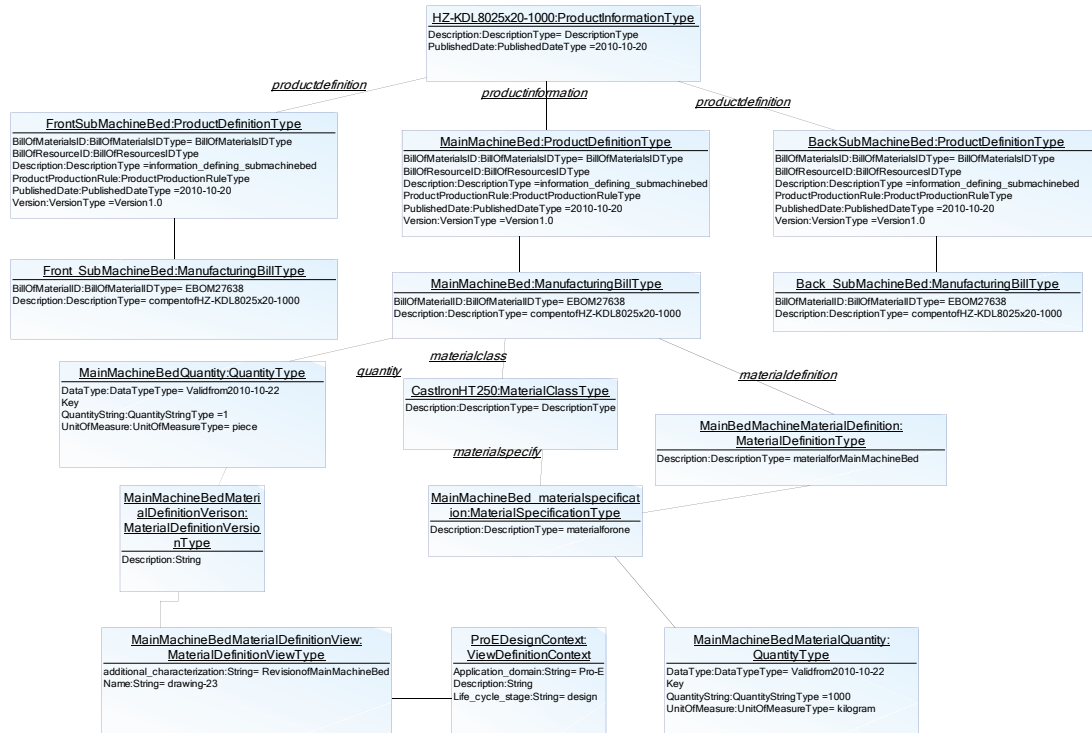 HZ-KDL8025x20-1000:ProductInformationType
Description:DescriptionType= DescriptionType
PublishedDate:PublishedDateType =2010-10-20
productdefinition
productinformation
productdefinition
FrontSubMachineBed:ProductDefinitionType
BillOfMaterialsID:BillOfMaterialsIDType= BillOfMaterialsIDType
BillOfResourceID:BillOfResourcesIDType
Description:DescriptionType =information_defining_submachinebed
ProductProductionRule:ProductProductionRuleType
PublishedDate:PublishedDateType =2010-10-20
Version:VersionType =Version1.0
MainMachineBed:ProductDefinitionType
BillOfMaterialsID:BillOfMaterialsIDType= BillOfMaterialsIDType
BillOfResourceID:BillOfResourcesIDType
Description:DescriptionType =information_defining_submachinebed
ProductProductionRule:ProductProductionRuleType
PublishedDate:PublishedDateType =2010-10-20
Version:VersionType =Version1.0
BackSubMachineBed:ProductDefinitionType
BillOfMaterialsID:BillOfMaterialsIDType= BillOfMaterialsIDType
BillOfResourceID:BillOfResourcesIDType
Description:DescriptionType =information_defining_submachinebed
ProductProductionRule:ProductProductionRuleType
PublishedDate:PublishedDateType =2010-10-20
Version:VersionType =Version1.0
Front_SubMachineBed:ManufacturingBillType
BillOfMaterialID:BillOfMaterialIDType= EBOM27638
Description:DescriptionType= compentofHZ-KDL8025x20-1000
MainMachineBed:ManufacturingBillType
BillOfMaterialID:BillOfMaterialIDType= EBOM27638
Description:DescriptionType= compentofHZ-KDL8025x20-1000
Back_SubMachineBed:ManufacturingBillType
BillOfMaterialID:BillOfMaterialIDType= EBOM27638
Description:DescriptionType= compentofHZ-KDL8025x20-1000
quantity
materialclass
materialdefinition
MainMachineBedQuantity:QuantityType
DataType:DataTypeType= Validfrom2010-10-22
Key
QuantityString:QuantityStringType =1
UnitOfMeasure:UnitOfMeasureType= piece
CastIronHT250:MaterialClassType
Description:DescriptionType= DescriptionType
MainBedMachineMaterialDefinition:
MaterialDefinitionType
Description:DescriptionType= materialforMainMachineBed
materialspecify
MainMachineBedMateri
alDefinitionVerison:
MaterialDefinitionVersio
nType
Description:String
MainMachineBed_materialspecificat
ion:MaterialSpecificationType
Description:DescriptionType= materialforone
MainMachineBedMaterialDefinitionView:
MaterialDefinitionViewType
additional_characterization:String= RevisionofMainMachineBed
Name:String= drawing-23
ProEDesignContext:
ViewDefinitionContext
Application_domain:String= Pro-E
Description:String
Life_cycle_stage:String= design
MainMachineBedMaterialQuantity:
QuantityType
DataType:DataTypeType= Validfrom2010-10-22
Key
QuantityString:QuantityStringType =1000
UnitOfMeasure:UnitOfMeasureType= kilogram